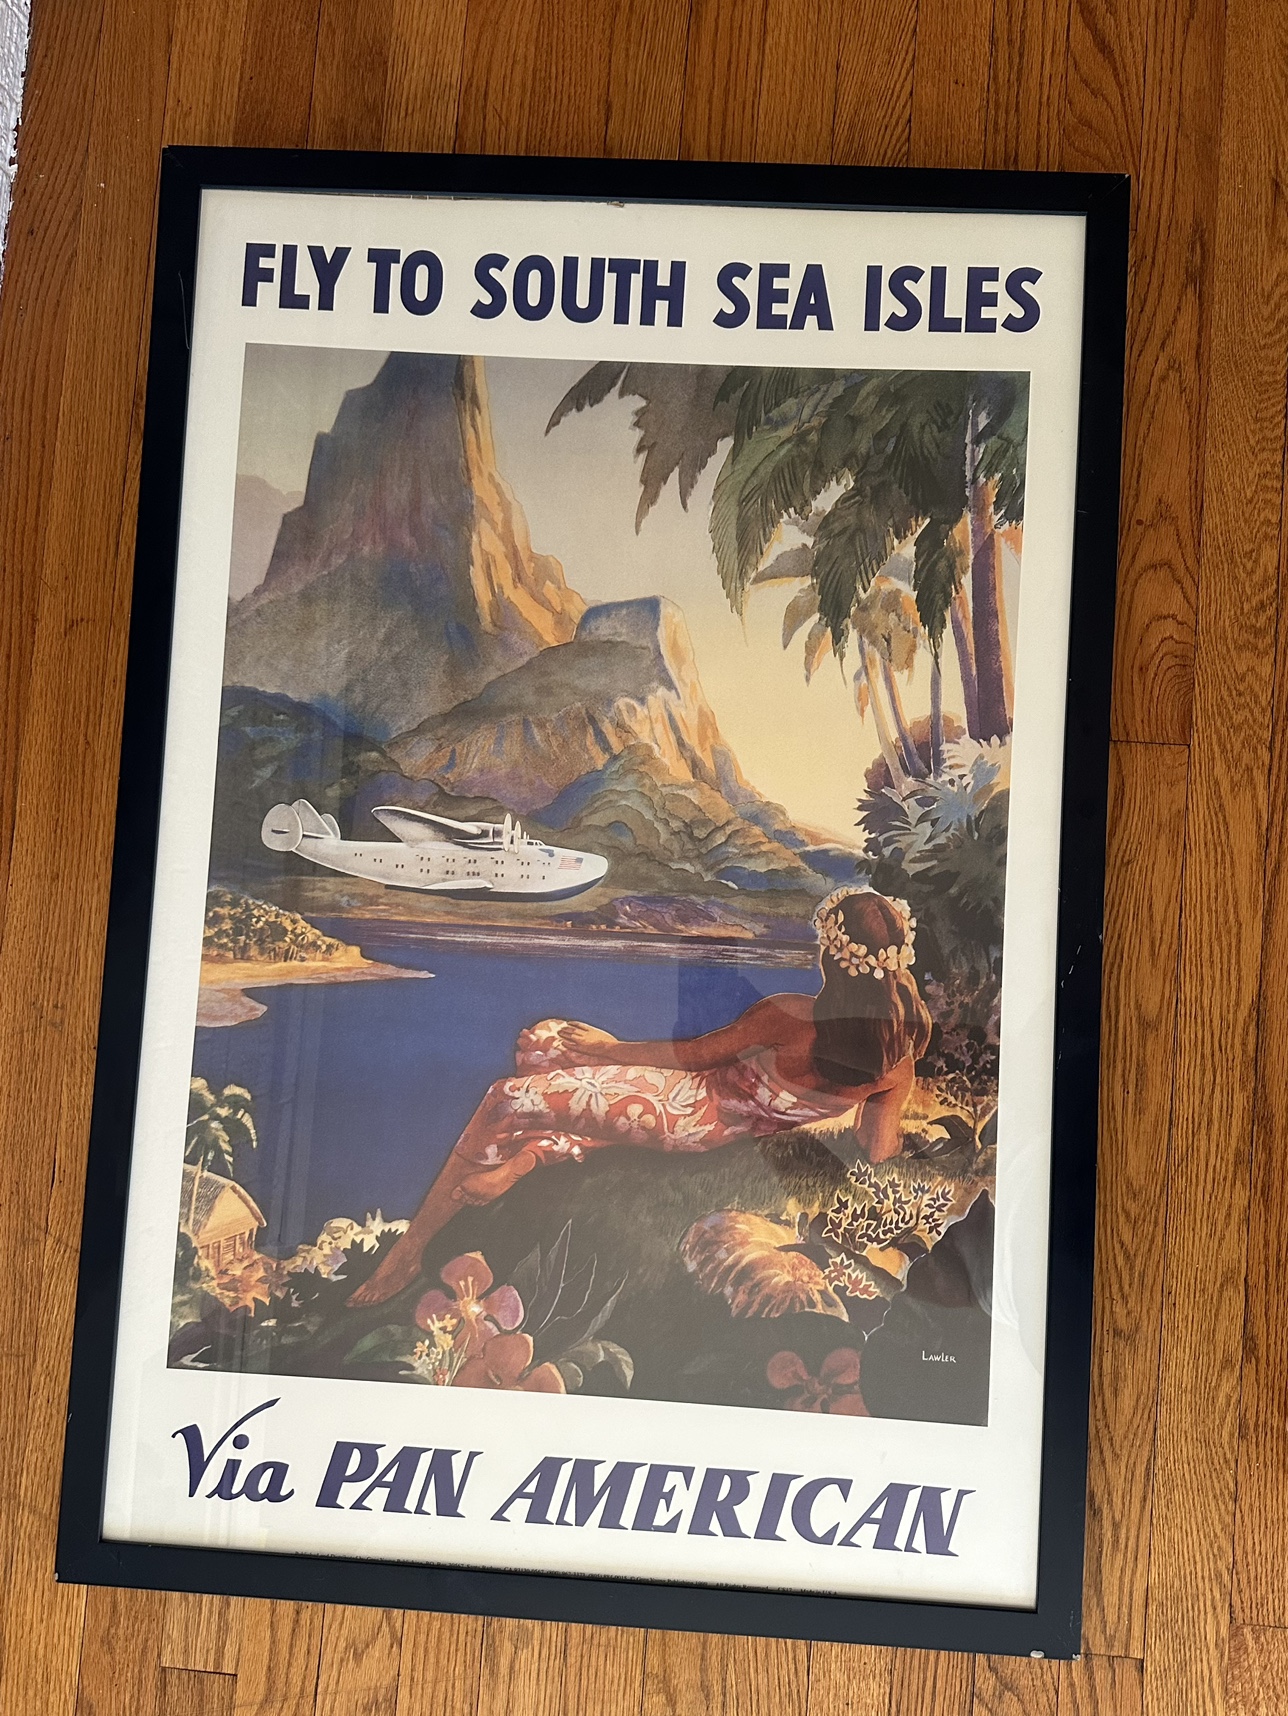 FLY TO SOUTH SEA ISLES
LAWLER
Via PAN AMERICAN